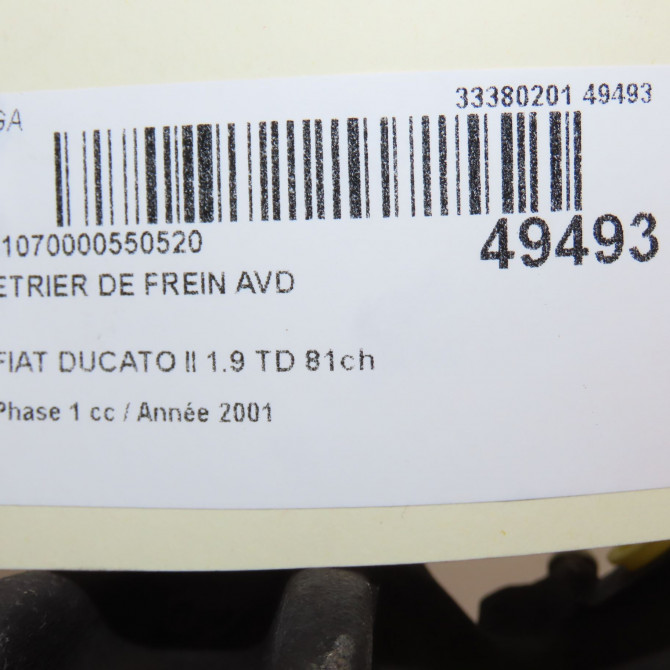 33380201 49493
GA
1070000550520
49493
ETRIER DE FREIN AVD
FIAT DUCATO II 1.9 TD 81ch
Phase 1 cc / Année 2001